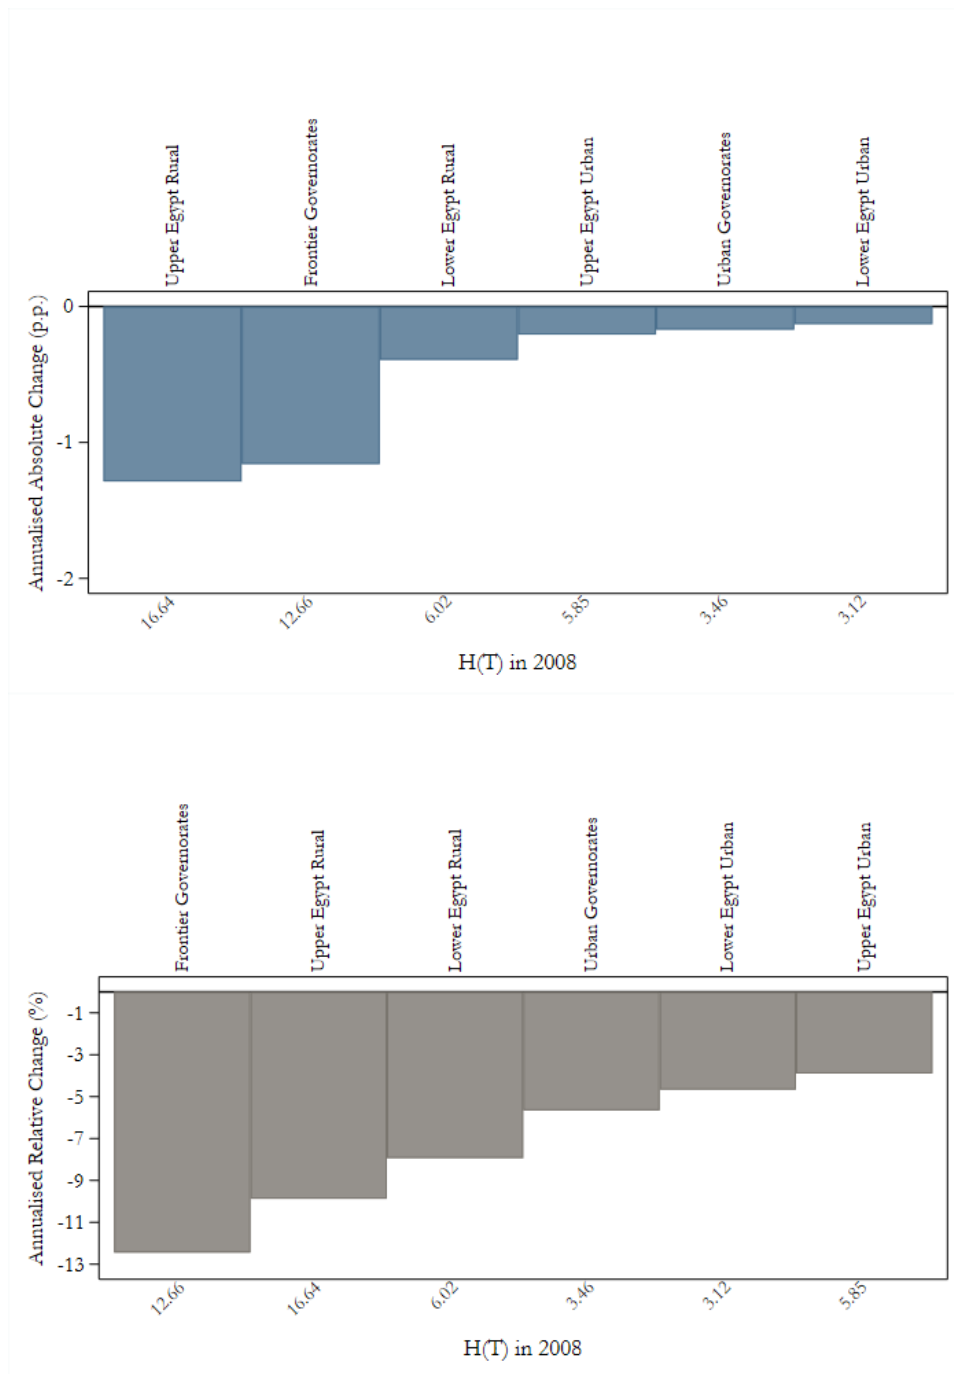 Upper Egypt Rural
Frontier Governorates
Lower Egypt Rural
Upper Egypt Urban
Urban Governorates
Lower Egypt Urban
Annualised Absolute Change (p.p.)
0
-1
-2
16.64
12.66
6.02
5.85
3.46
3.12
H(T) in 2008
Frontier Governorates
Upper Egypt Rural
Lower Egypt Rural
Urban Governorates
Lower Egypt Urban
Upper Egypt Urban
Annualised Relative Change (%)
-1
-3
-5
-7
-9
-11
-13
12.66
16.64
6.02
3.46
3.12
5.85
H(T) in 2008